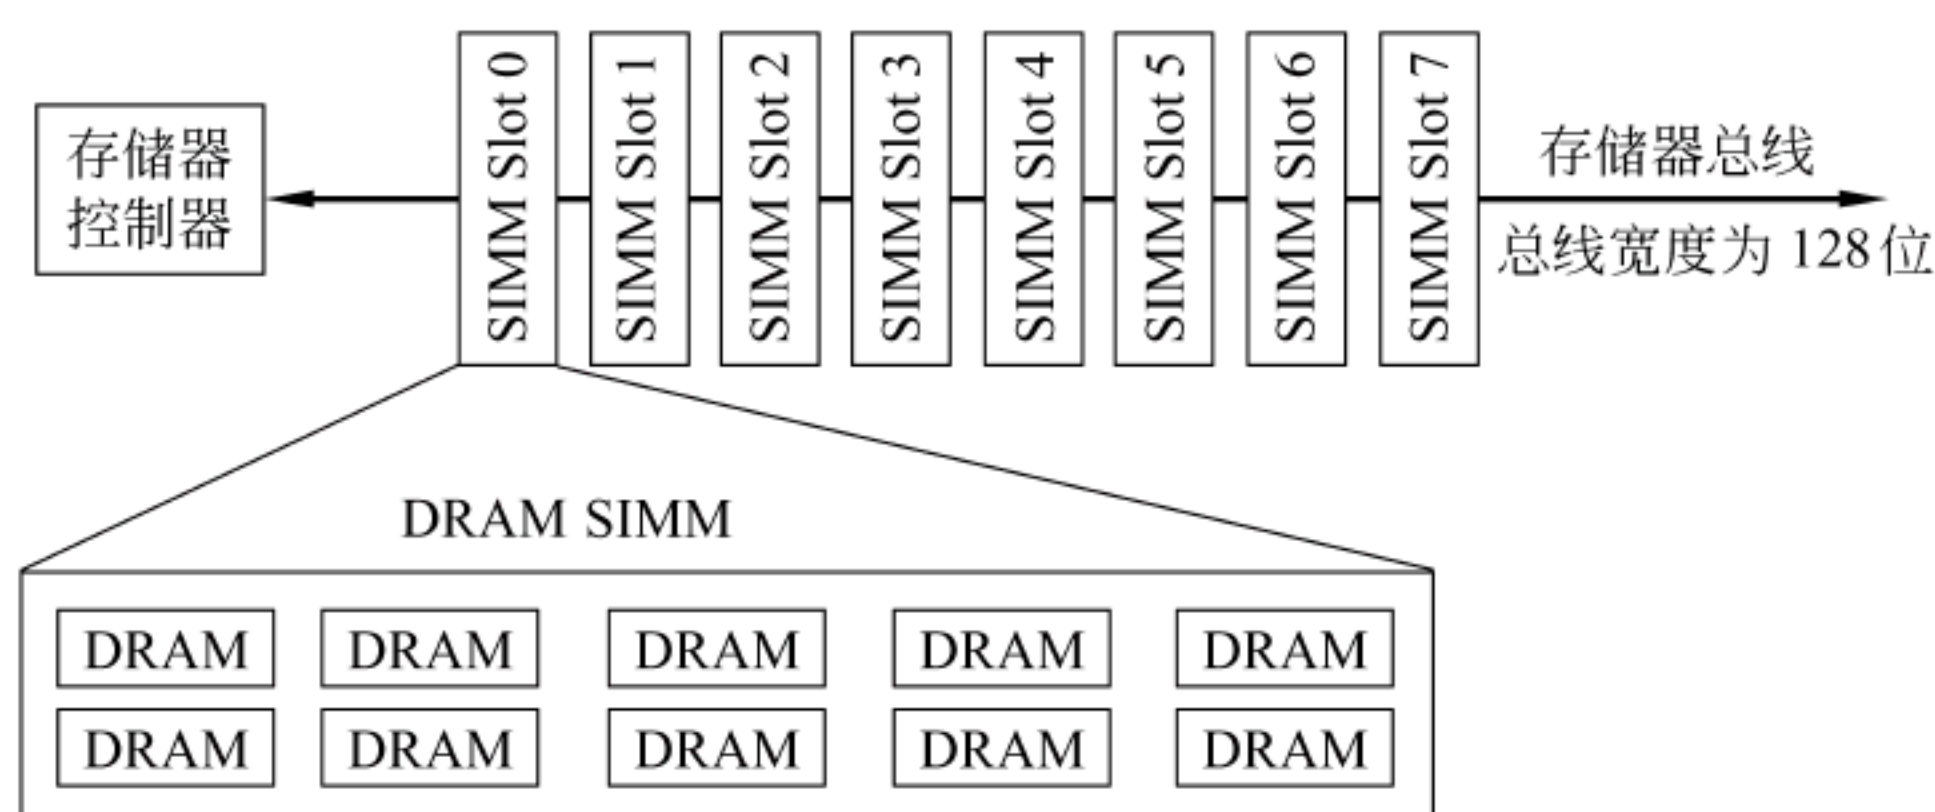 存储器
控制器
SIMM Slot 0
SIMM Slot 1
SIMM Slot 2
SIMM Slot 3
SIMM Slot 4
SIMM Slot 5
SIMM Slot 6
SIMM Slot 7
存储器总线
总线宽度为 128 位
DRAM SIMM
DRAM DRAM DRAM DRAM DRAM
DRAM DRAM DRAM DRAM DRAM